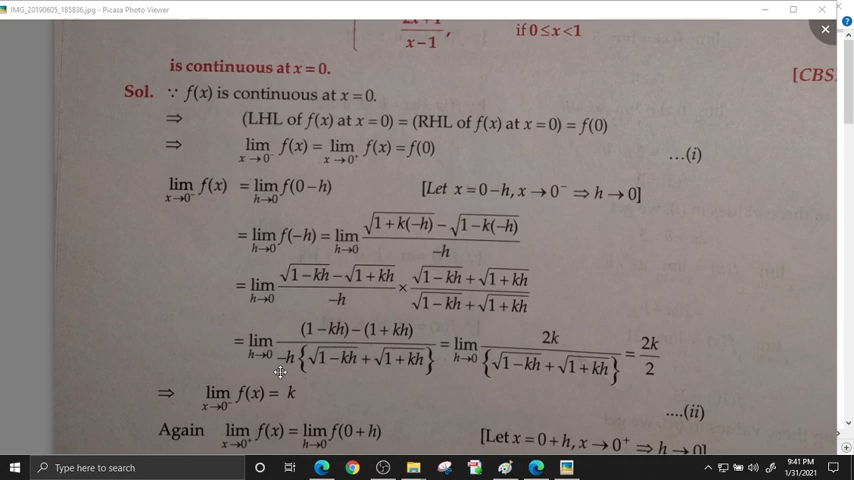 IMG_20190605_185836.jpg - Picasa Photo Viewer
2x+1/x−1, if 0≤x<1
is continuous at x=0. [CBS
Sol. ∵ f(x) is continuous at x=0.
⇒ (LHL of f(x) at x=0) = (RHL of f(x) at x=0) = f(0)
⇒ lim x→0⁻ f(x) = lim x→0⁺ f(x) = f(0) ...(i)
lim x→0⁻ f(x) = lim h→0 f(0−h) [Let x=0−h, x→0⁻ ⇒ h→0]
= lim h→0 f(−h) = lim h→0 (√1+k(−h) − √1−k(−h))/−h
= lim h→0 (√1−kh − √1+kh)/−h × (√1−kh + √1+kh)/(√1−kh + √1+kh)
= lim h→0 (1−kh)−(1+kh)/−h{√1−kh + √1+kh} = lim h→0 2k/{√1−kh + √1+kh} = 2k/2
⇒ lim x→0⁻ f(x) = k ....(ii)
Again lim x→0⁺ f(x) = lim h→0 f(0+h) [Let x=0+h, x→0⁺ ⇒ h→0]
Type here to search
9:41 PM
1/31/2021